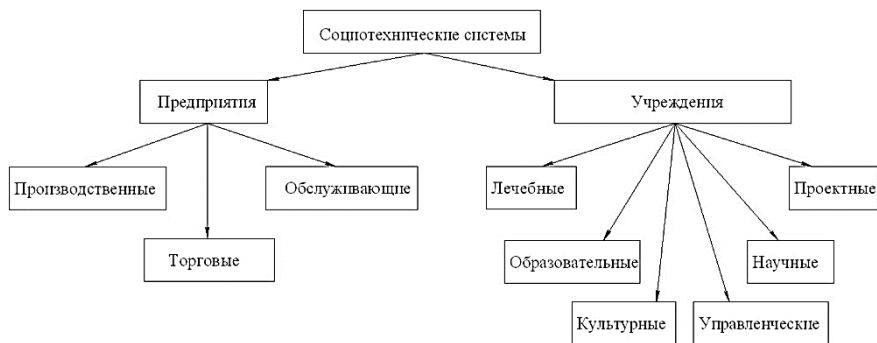 Социотехнические системы
Предприятия
Учреждения
Производственные
Обслуживающие
Лечебные
Проектные
Торговые
Образовательные
Научные
Культурные
Управленческие